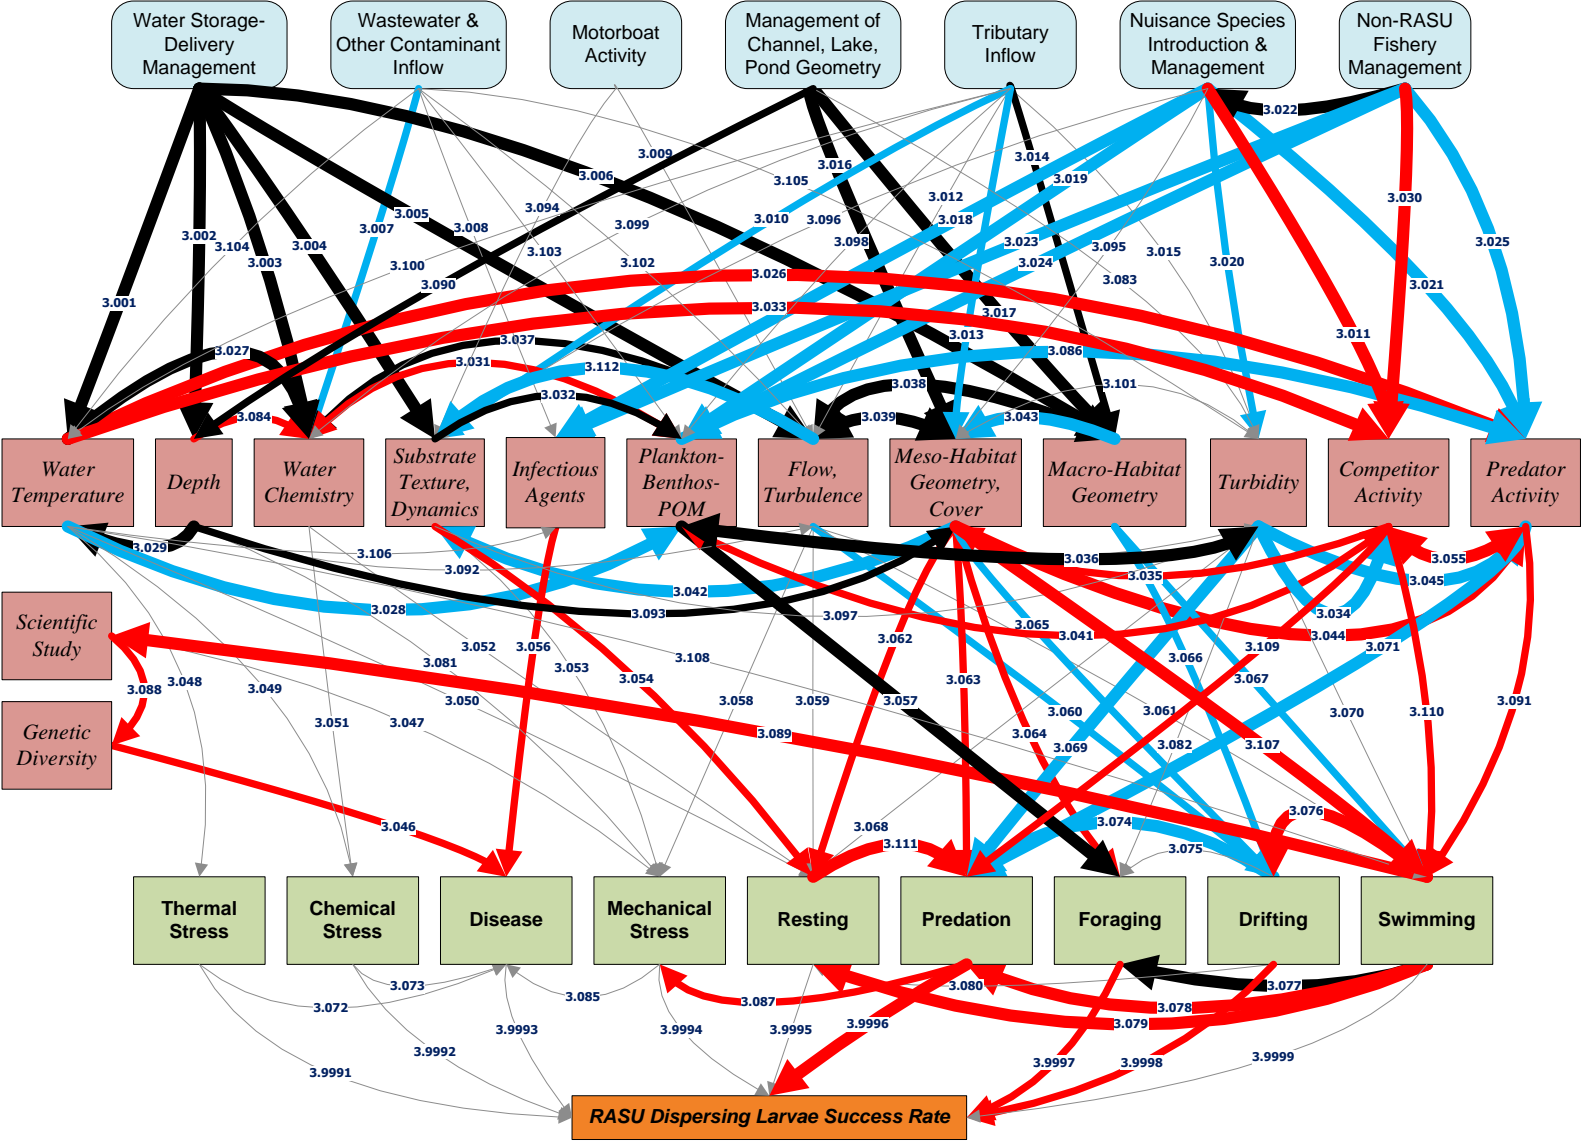 Water Storage-
Delivery
Management
Wastewater &
Other Contaminant
Inflow
Motorboat
Activity
Management of
Channel, Lake,
Pond Geometry
Tributary
Inflow
Nuisance Species
Introduction &
Management
Non-RASU
Fishery
Management
3.022
3.009
3.016
3.014
3.006
3.105
3.019
3.012
3.030
3.005
3.094
3.010
3.096
3.018
3.007
3.008
3.099
3.002
3.098
3.023
3.025
3.104
3.004
3.103
3.095
3.015
3.003
3.100
3.102
3.024
3.020
3.026
3.083
3.090
3.021
3.001
3.033
3.017
3.013
3.011
3.037
3.027
3.086
3.031
3.112
3.038
3.101
3.032
3.084
3.039
3.043
Water
Temperature
Depth
Water
Chemistry
Substrate
Texture,
Dynamics
Infectious
Agents
Plankton-
Benthos-
POM
Flow,
Turbulence
Meso-Habitat
Geometry,
Cover
Macro-Habitat
Geometry
Turbidity
Competitor
Activity
Predator
Activity
3.029
3.106
3.036
3.055
3.092
3.035
3.045
3.042
3.028
3.093
3.097
3.034
Scientific
Study
3.065
3.062
3.041
3.044
3.056
3.052
3.109
3.071
3.081
3.108
3.066
3.053
3.048
3.054
3.063
3.067
3.088
3.049
3.050
3.058
3.059
3.057
3.091
Genetic
Diversity
3.051
3.047
3.060
3.061
3.070
3.110
3.089
3.064
3.069
3.082
3.107
3.046
3.068
3.074
3.076
3.111
3.075
Thermal
Stress
Chemical
Stress
Disease
Mechanical
Stress
Resting
Predation
Foraging
Drifting
Swimming
3.073
3.080
3.077
3.072
3.085
3.087
3.078
3.079
3.9993
3.9994
3.9995
3.9996
3.9992
3.9991
3.9997
3.9998
3.9999
RASU Dispersing Larvae Success Rate